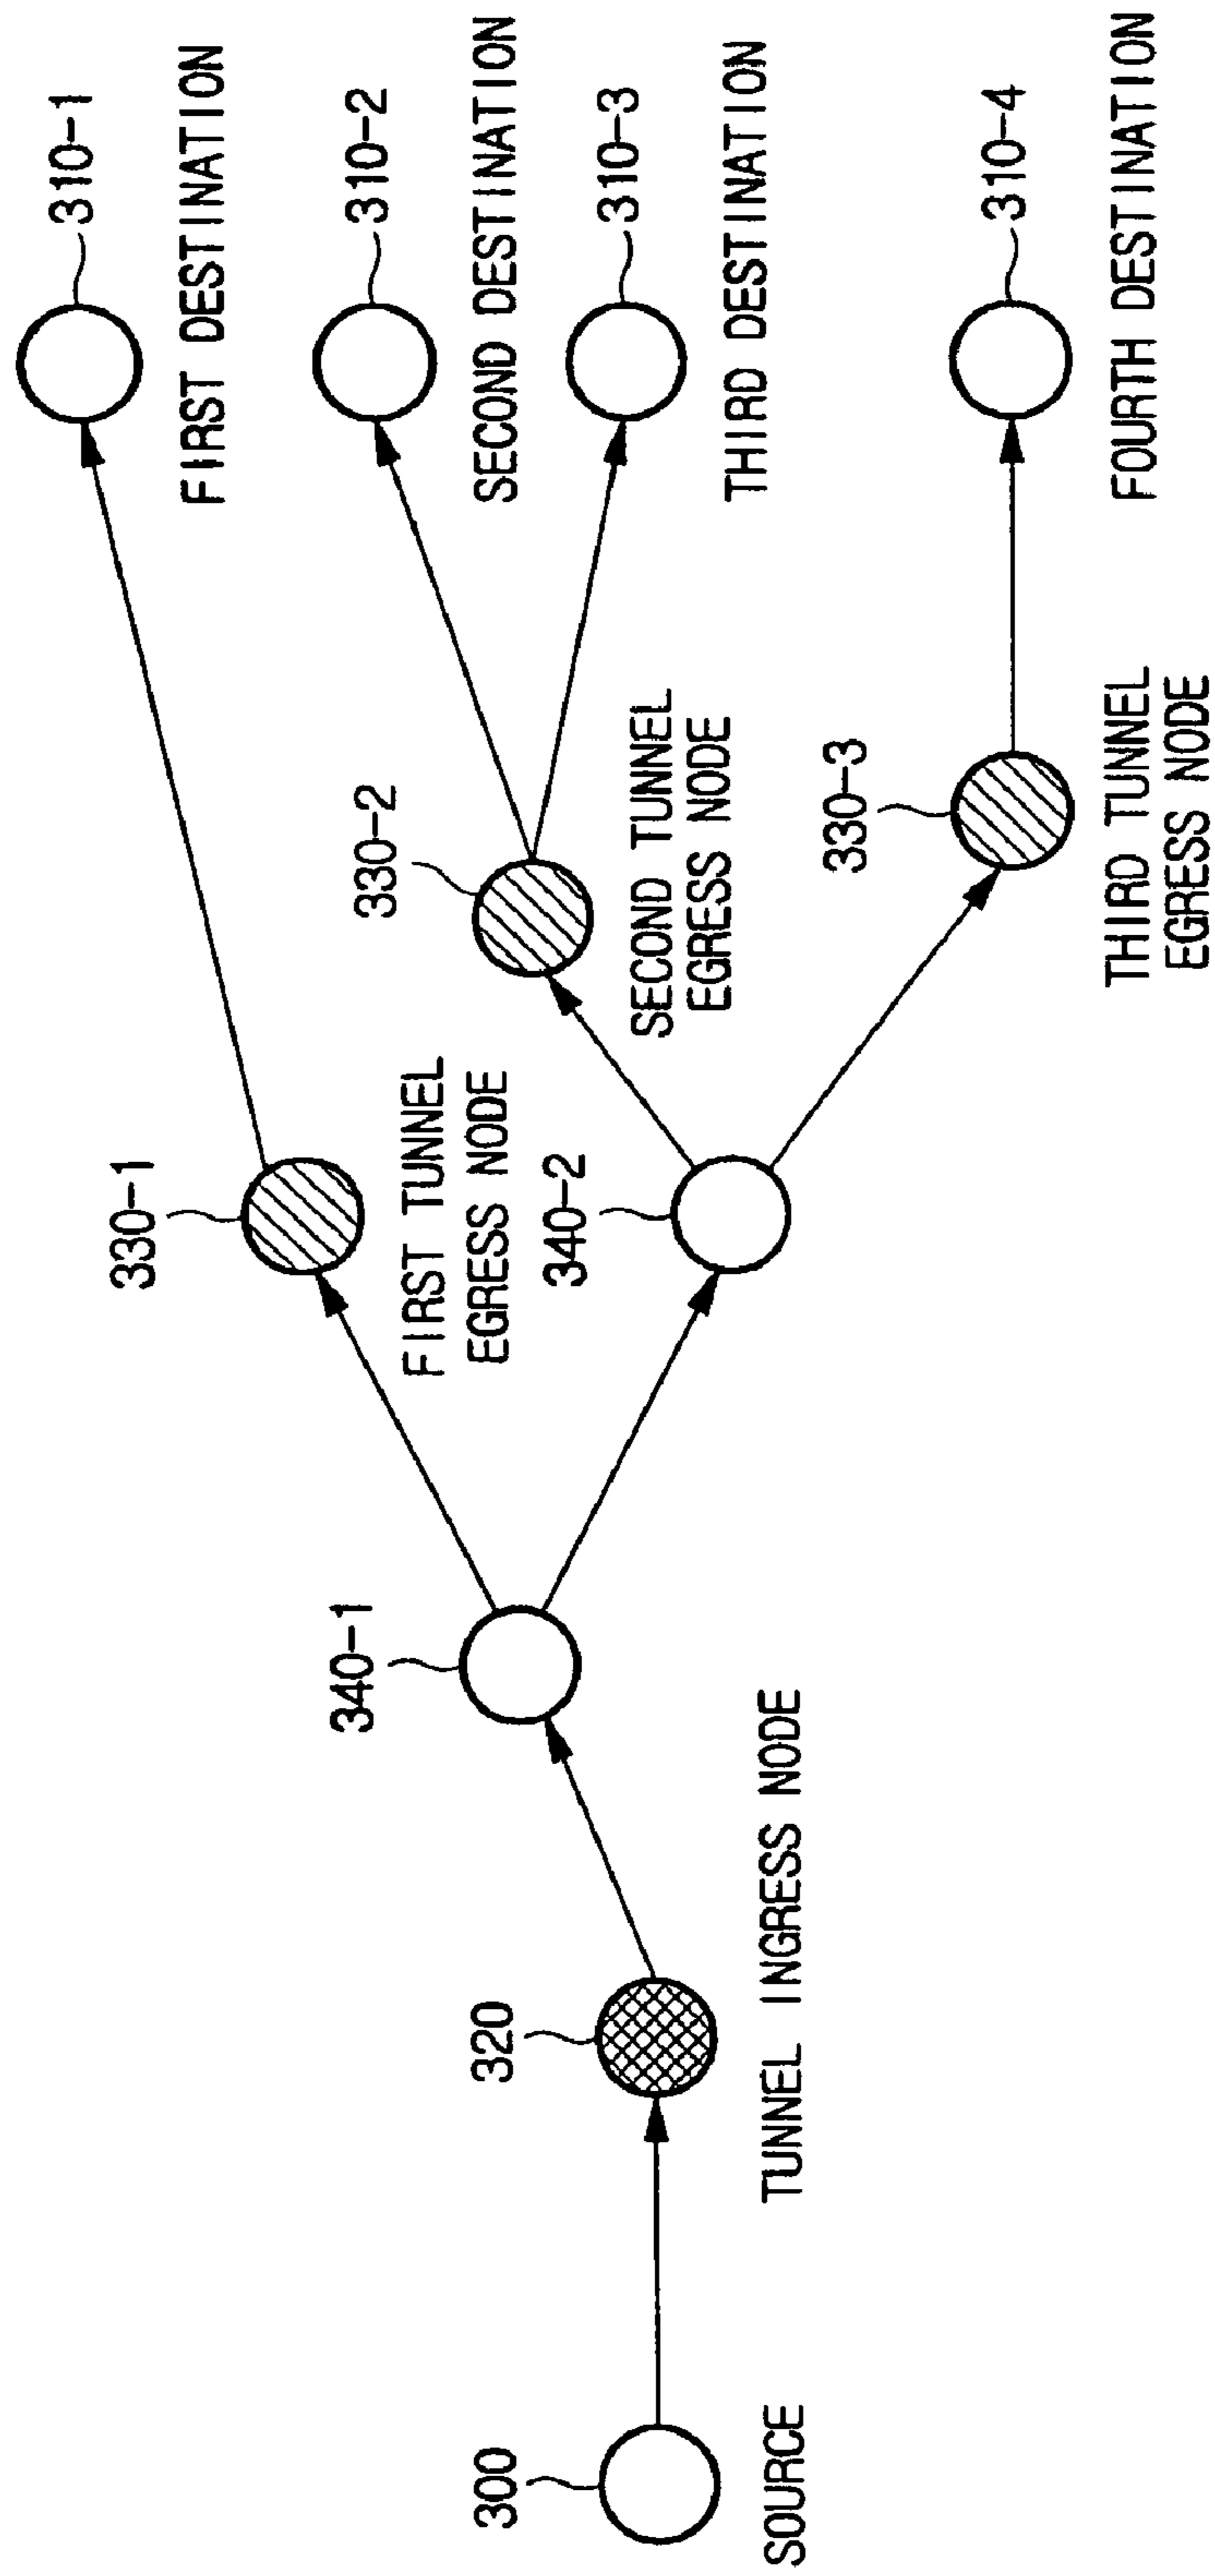 310-1
FIRST DESTINATION
310-2
SECOND DESTINATION
310-3
THIRD DESTINATION
310-4
FOURTH DESTINATION
330-1
FIRST TUNNEL
EGRESS NODE
330-2
SECOND TUNNEL
EGRESS NODE
330-3
THIRD TUNNEL
EGRESS NODE
340-1
340-2
320
TUNNEL INGRESS NODE
300
SOURCE